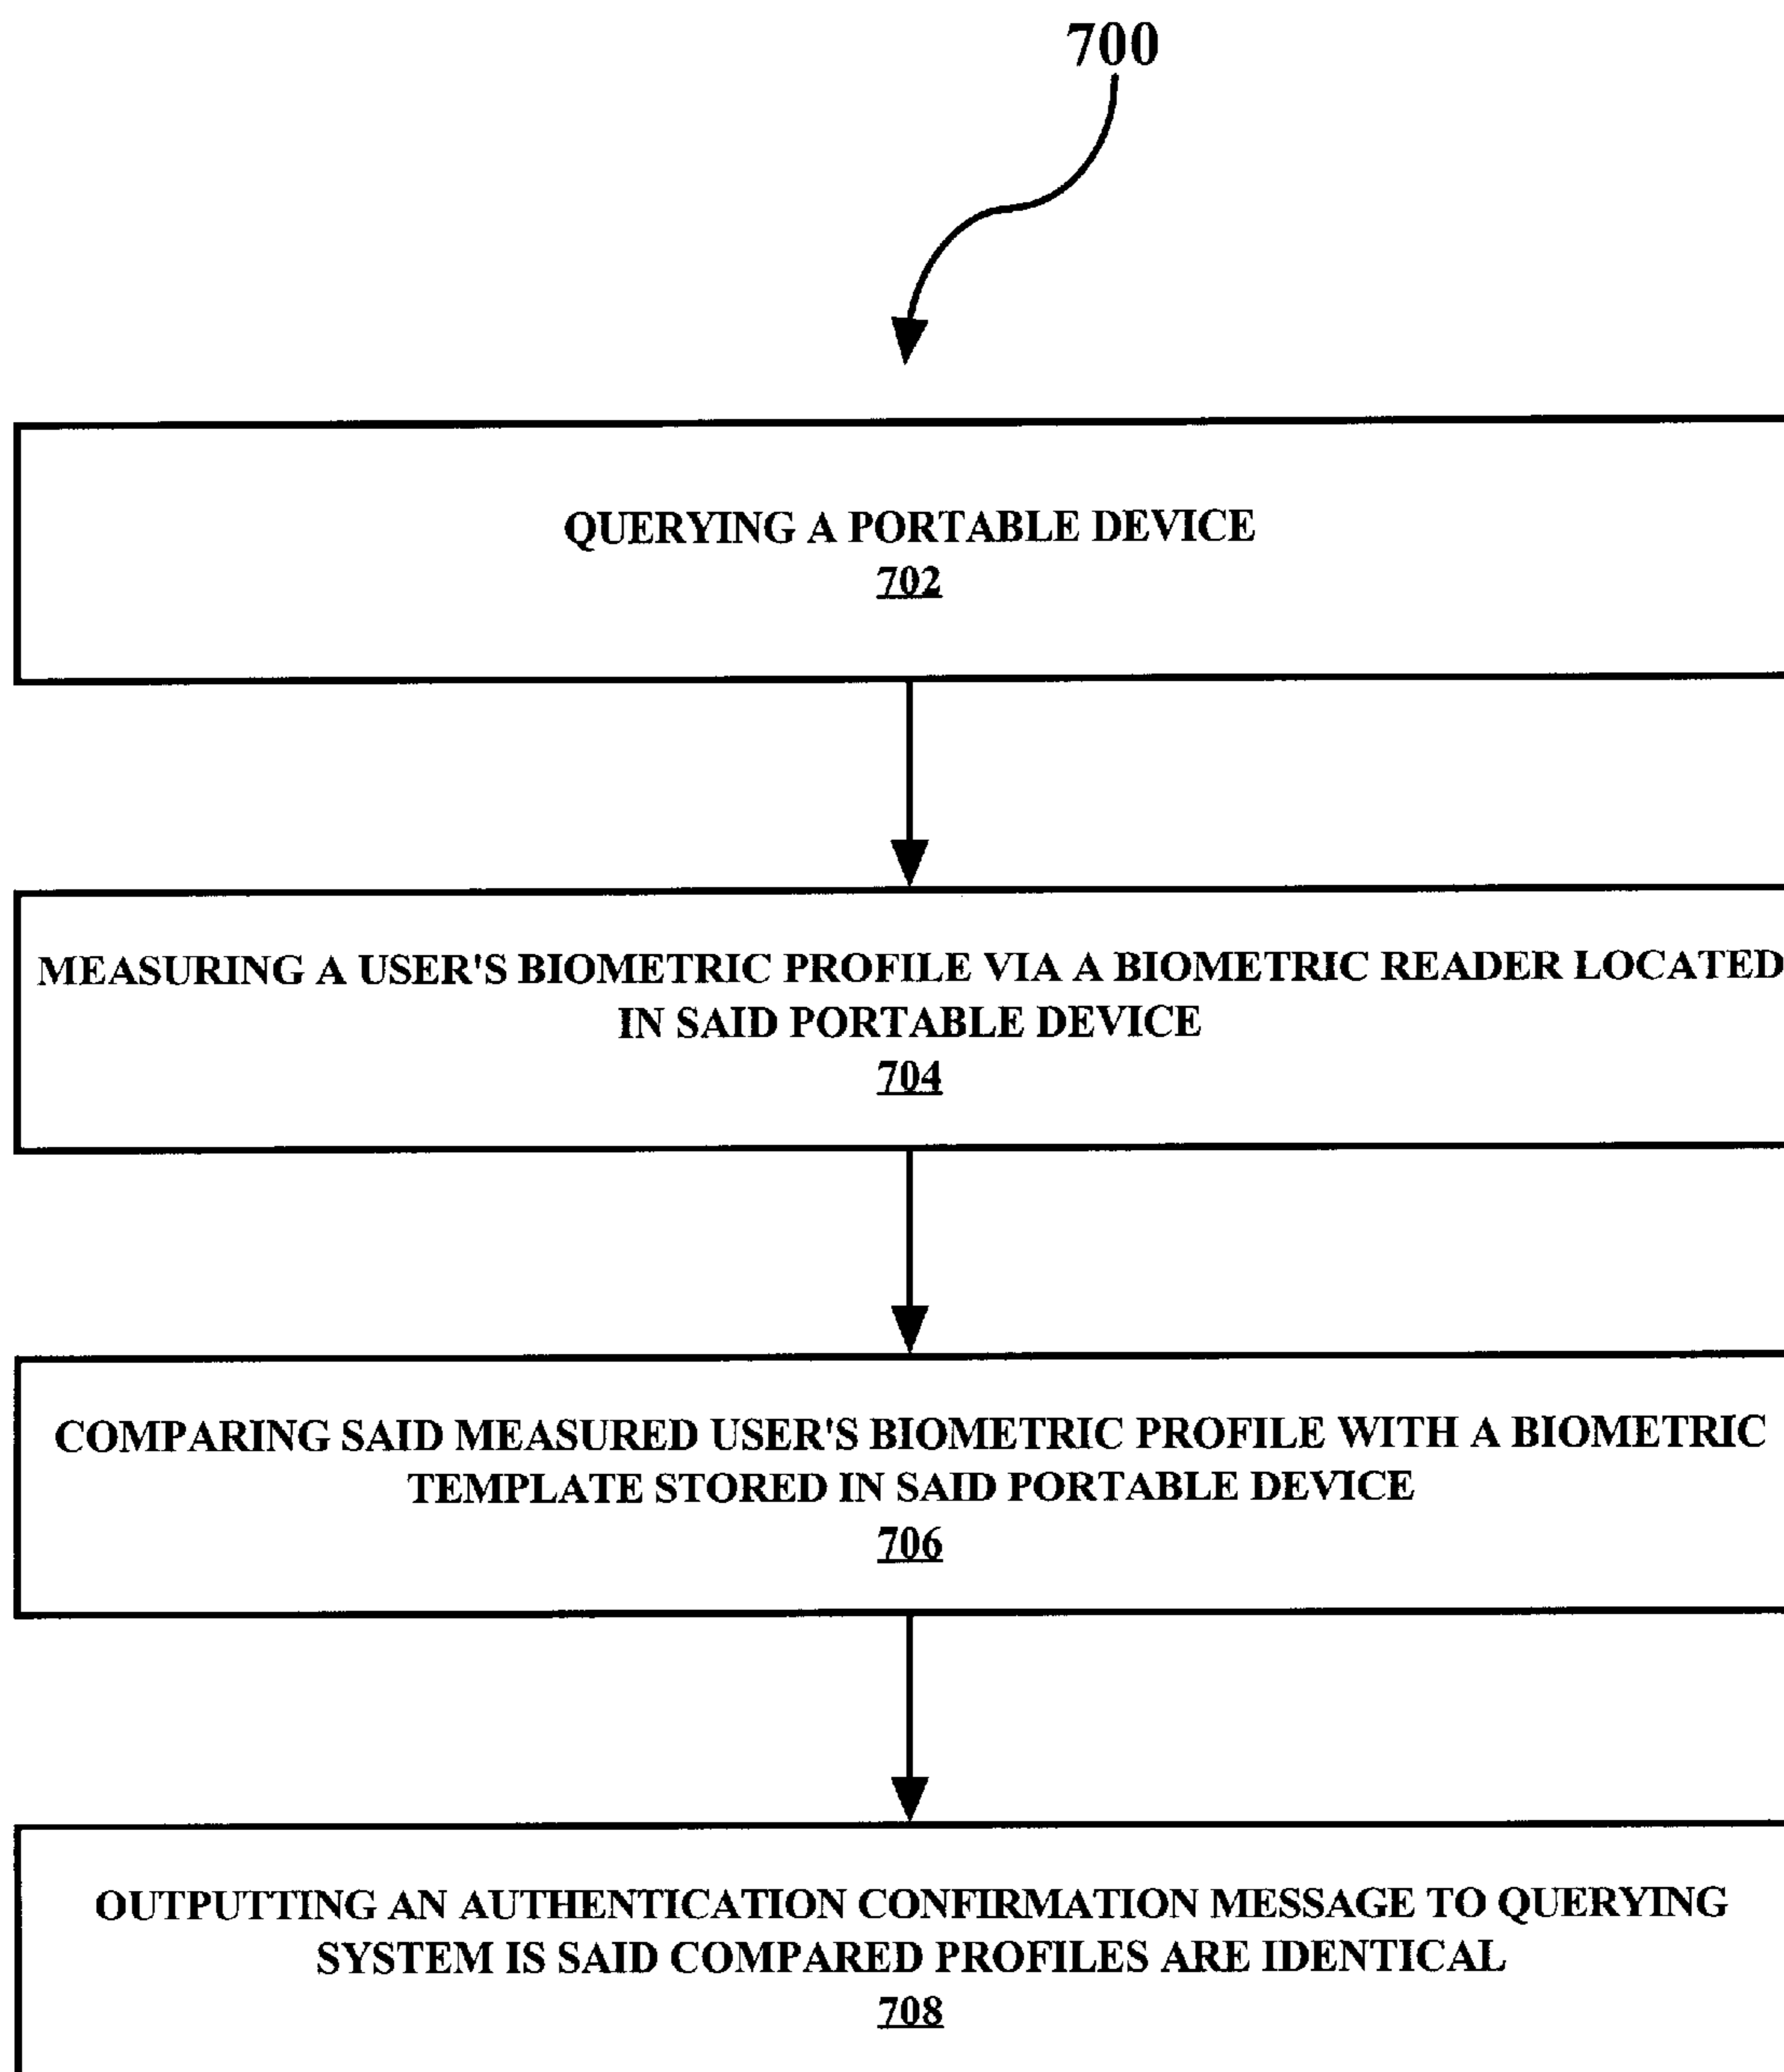 700
QUERYING A PORTABLE DEVICE
702
MEASURING A USER'S BIOMETRIC PROFILE VIA A BIOMETRIC READER LOCATED
IN SAID PORTABLE DEVICE
704
COMPARING SAID MEASURED USER'S BIOMETRIC PROFILE WITH A BIOMETRIC
TEMPLATE STORED IN SAID PORTABLE DEVICE
706
OUTPUTTING AN AUTHENTICATION CONFIRMATION MESSAGE TO QUERYING
SYSTEM IS SAID COMPARED PROFILES ARE IDENTICAL
708